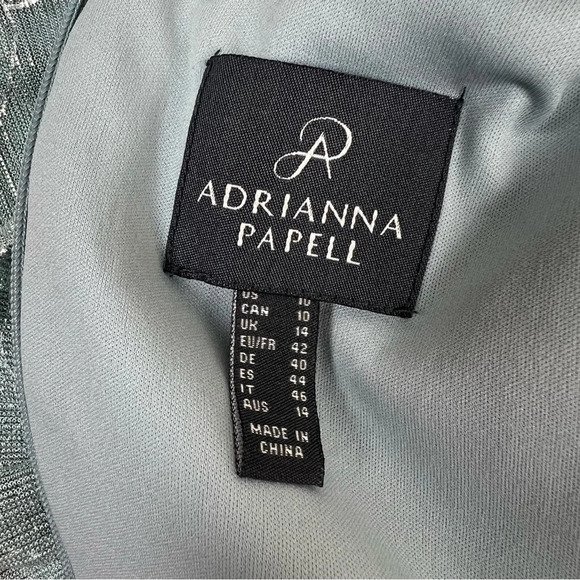 ADRIANNA
PAPELL
US 10
CAN 10
UK 14
EU/FR 42
DE 40
ES 44
IT 46
AUS 14
MADE IN
CHINA